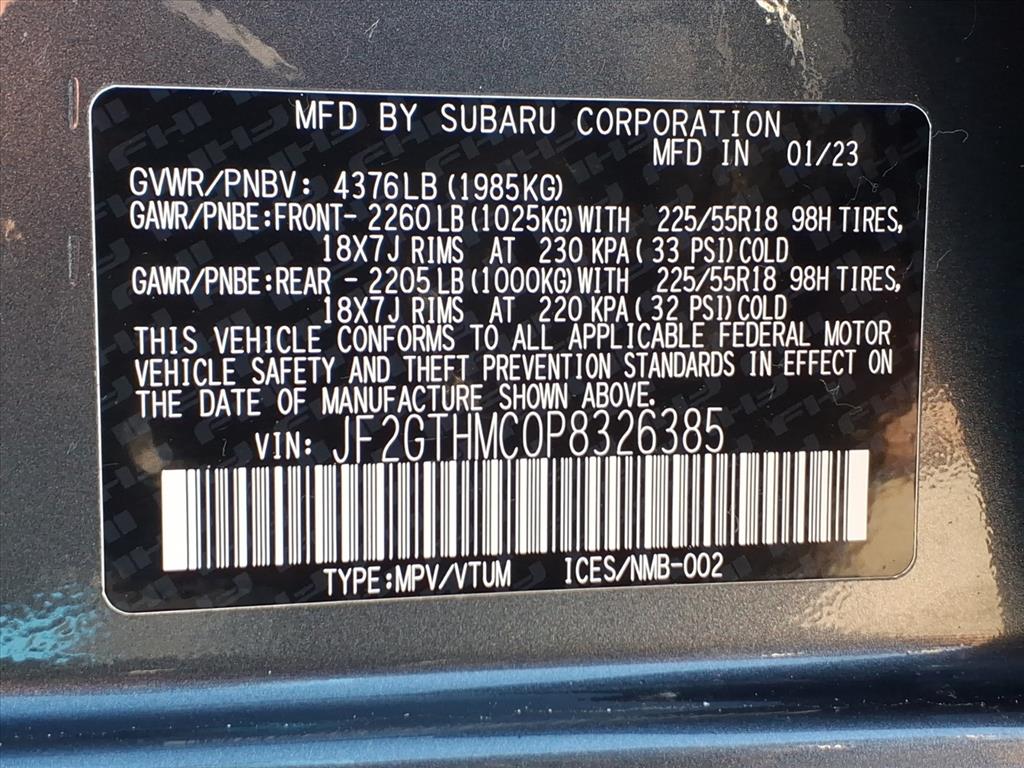 MFD BY SUBARU CORPORATION
MFD IN 01/23
GVWR/PNBV: 4376LB (1985KG)
GAWR/PNBE:FRONT- 2260 LB (1025KG) WITH 225/55R18 98H TIRES,
18X7J RIMS AT 230 KPA (33 PSI) COLD
GAWR/PNBE:REAR - 2205 LB (1000KG) WITH 225/55R18 98H TIRES,
18X7J RIMS AT 220 KPA (32 PSI) COLD
THIS VEHICLE CONFORMS TO ALL APPLICABLE FEDERAL MOTOR
VEHICLE SAFETY AND THEFT PREVENTION STANDARDS IN EFFECT ON
THE DATE OF MANUFACTURE SHOWN ABOVE.
VIN: JF2GTHMC0P8326385
TYPE:MPV/VTUM ICES/NMB-002